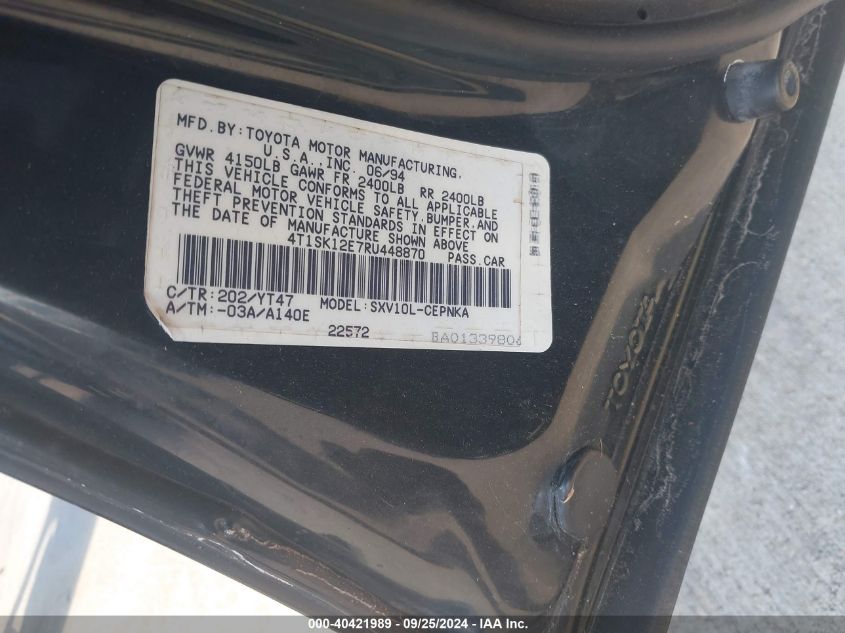 MFD.BY:TOYOTA MOTOR MANUFACTURING,
U.S.A.,INC. 06/94
GVWR 4150LB GAWR FR 2400LB RR 2400LB
THIS VEHICLE CONFORMS TO ALL APPLICABLE
FEDERAL MOTOR VEHICLE SAFETY,BUMPER,AND
THEFT PREVENTION STANDARDS IN EFFECT ON
THE DATE OF MANUFACTURE SHOWN ABOVE
4T1SK12E7RU448870 PASS.CAR
C/TR:202/YT47 MODEL:SXV10L-CEPNKA
A/TM:-03A/A140E
22572
BA01339804
TOYOTA
000-40421989 - 09/25/2024 - IAA Inc.